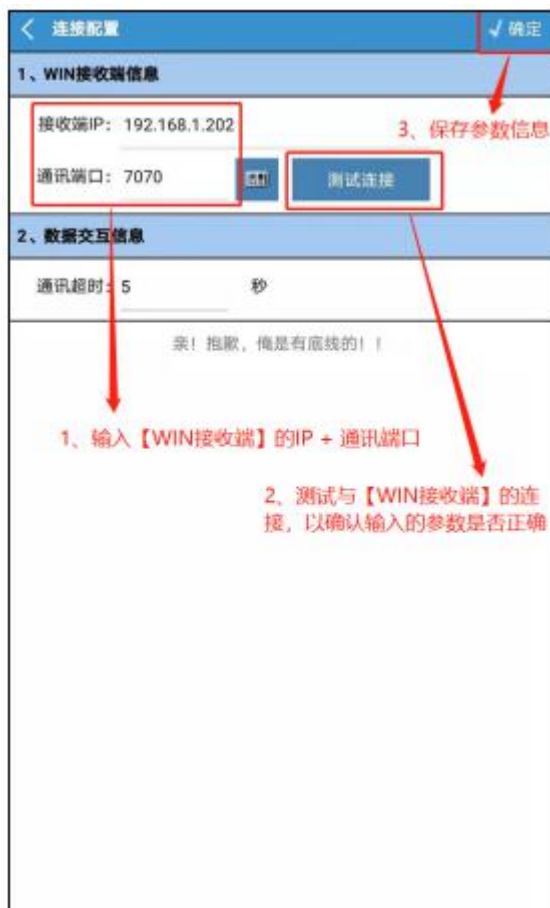 连接配置
√ 确定
1、WIN接收端信息
接收端IP: 192.168.1.202
3、保存参数信息
通讯端口: 7070
测试连接
2、数据交互信息
通讯超时: 5 秒
亲! 抱歉, 俺是有底线的! !
1、输入【WIN接收端】的IP + 通讯端口
2、测试与【WIN接收端】的连
接, 以确认输入的参数是否正确